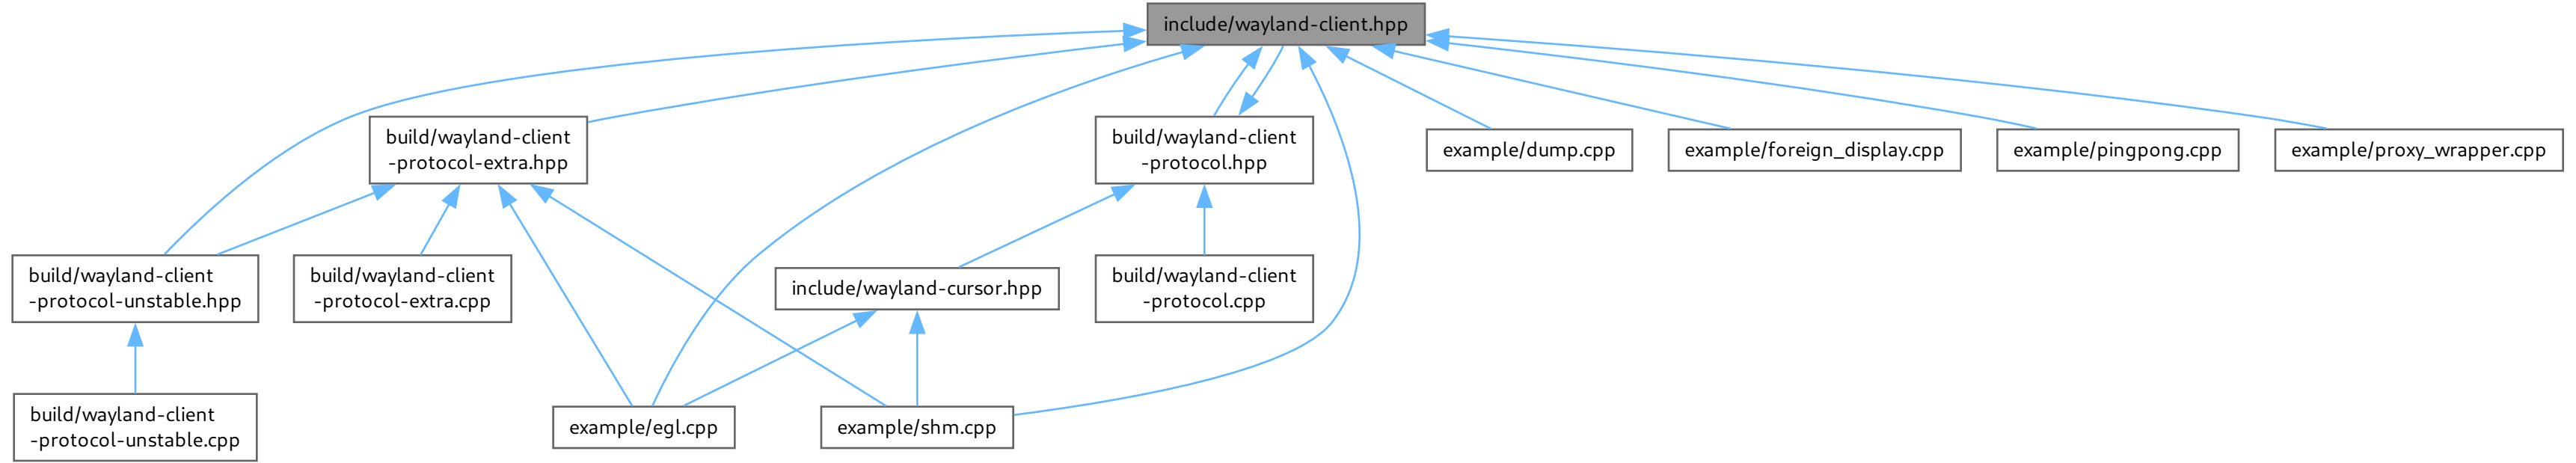 include/wayland-client.hpp
build/wayland-client
-protocol-extra.hpp
build/wayland-client
-protocol.hpp
example/dump.cpp
example/foreign_display.cpp
example/pingpong.cpp
example/proxy_wrapper.cpp
build/wayland-client
-protocol-unstable.hpp
build/wayland-client
-protocol-extra.cpp
include/wayland-cursor.hpp
build/wayland-client
-protocol.cpp
build/wayland-client
-protocol-unstable.cpp
example/egl.cpp
example/shm.cpp